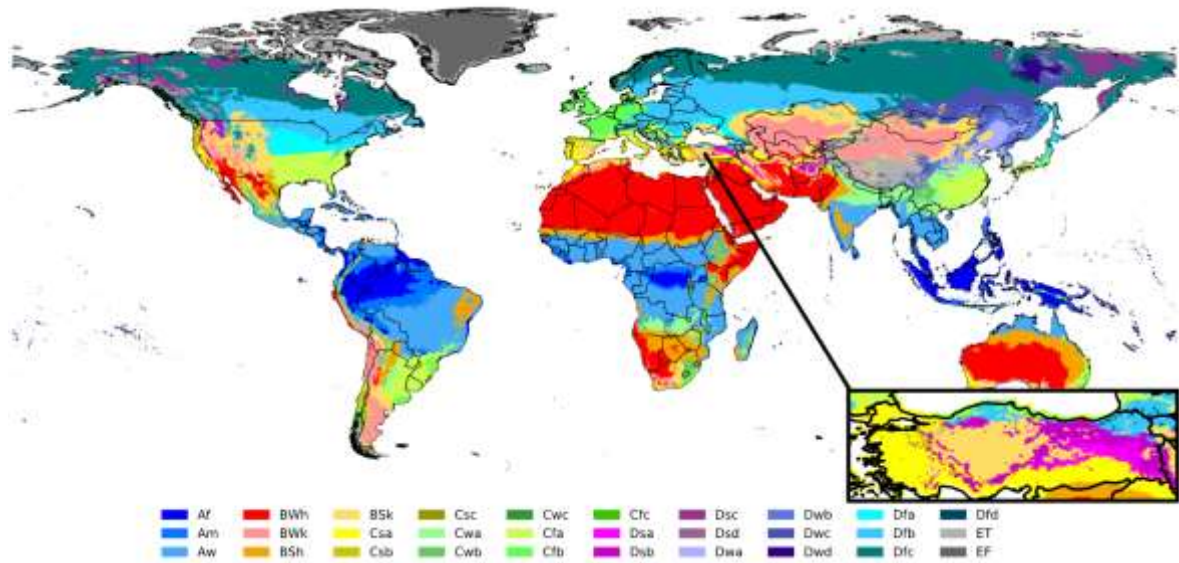 Af BWh BSk Csc Cwc Cfc Dsc Dwb Dfa Dfd
Am BWk Csa Cwa Cfa Dsa Dsd Dwc Dfb ET
Aw BSh Csb Cwb Cfb Dsb Dwa Dwd Dfc EF